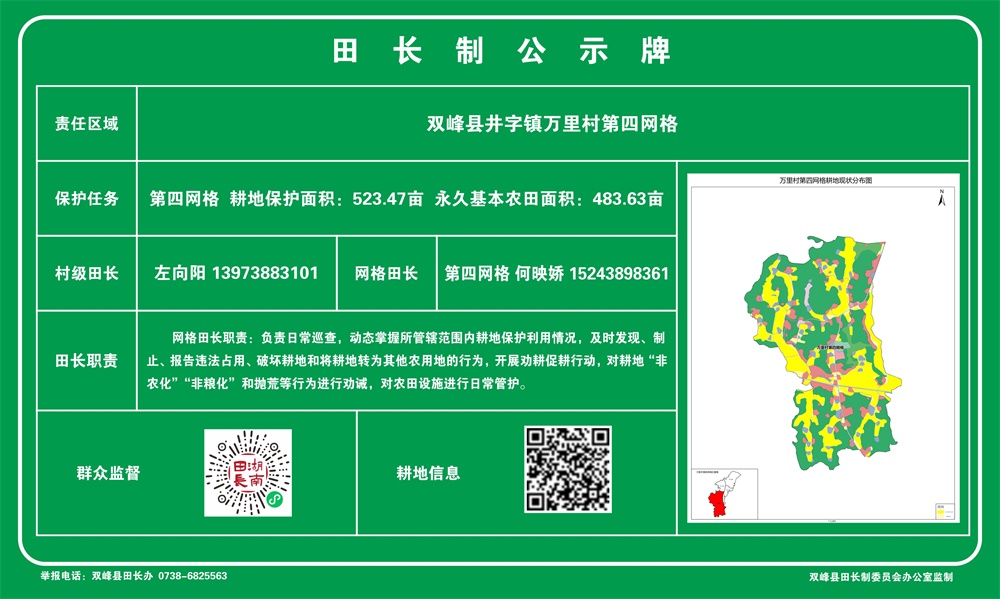 田长制公示牌
责任区域
双峰县井字镇万里村第四网格
保护任务
第四网格 耕地保护面积：523.47亩 永久基本农田面积：483.63亩
村级田长
左向阳 13973883101
网格田长
第四网格 何映娇 15243898361
田长职责
网格田长职责：负责日常巡查，动态掌握所管辖范围内耕地保护利用情况，及时发现、制
止、报告违法占用、破坏耕地和将耕地转为其他农用地的行为，开展劝耕促耕行动，对耕地“非
农化”“非粮化”和抛荒等行为进行劝诫，对农田设施进行日常管护。
群众监督
湖南
田長
耕地信息
万里村第四网格耕地现状分布图
N
万里村第四网格
举报电话：双峰县田长办 0738-6825563
双峰县田长制委员会办公室监制